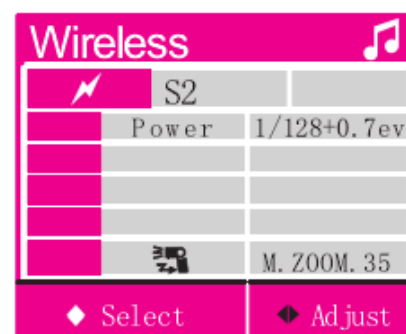 Wireless
S2
Power 1/128+0.7ev
M.ZOOM.35
Select Adjust